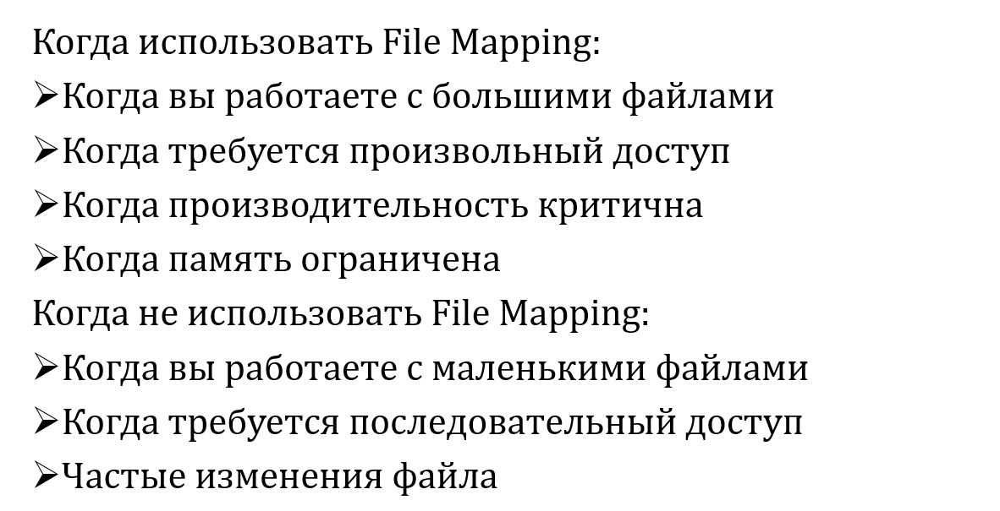 Когда использовать File Mapping:
➢Когда вы работаете с большими файлами
➢Когда требуется произвольный доступ
➢Когда производительность критична
➢Когда память ограничена
Когда не использовать File Mapping:
➢Когда вы работаете с маленькими файлами
➢Когда требуется последовательный доступ
➢Частые изменения файла